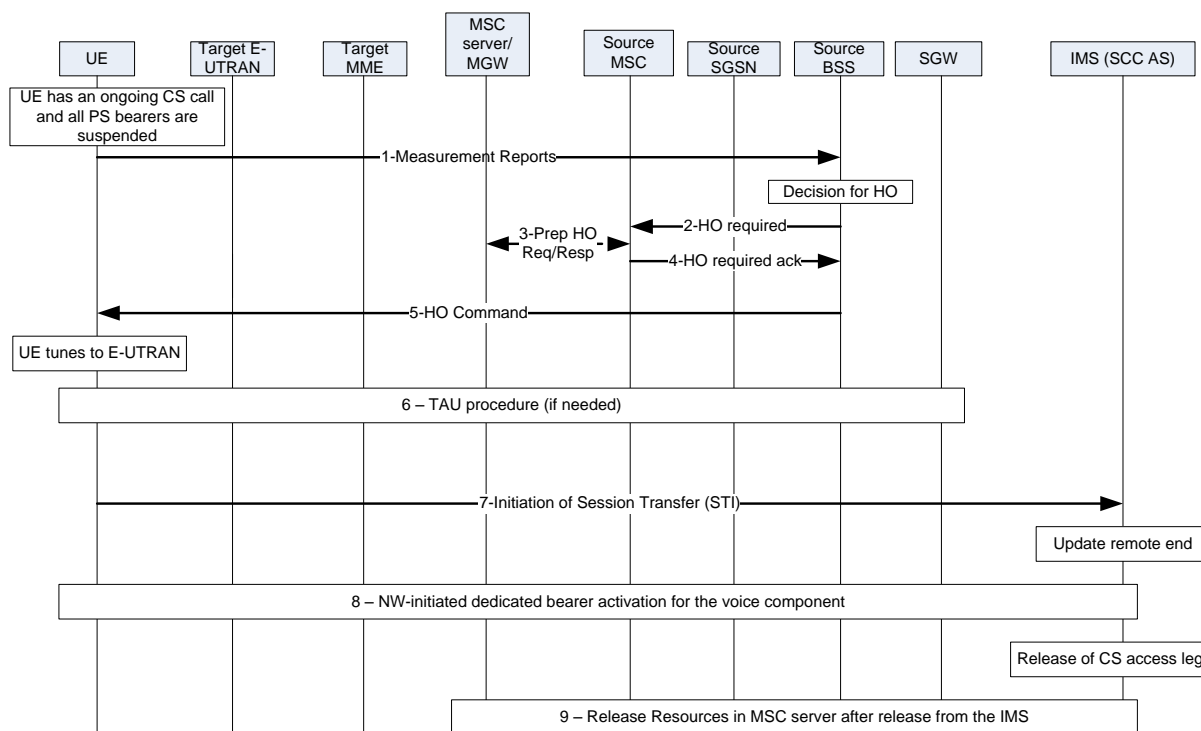 UE
Target E-
UTRAN
Target
MME
MSC
server/
MGW
Source
MSC
Source
SGSN
Source
BSS
SGW
IMS (SCC AS)
UE has an ongoing CS call
and all PS bearers are
suspended
1-Measurement Reports
Decision for HO
2-HO required
3-Prep HO
Req/Resp
4-HO required ack
5-HO Command
UE tunes to E-UTRAN
6 – TAU procedure (if needed)
7-Initiation of Session Transfer (STI)
Update remote end
8 – NW-initiated dedicated bearer activation for the voice component
Release of CS access leg
9 – Release Resources in MSC server after release from the IMS